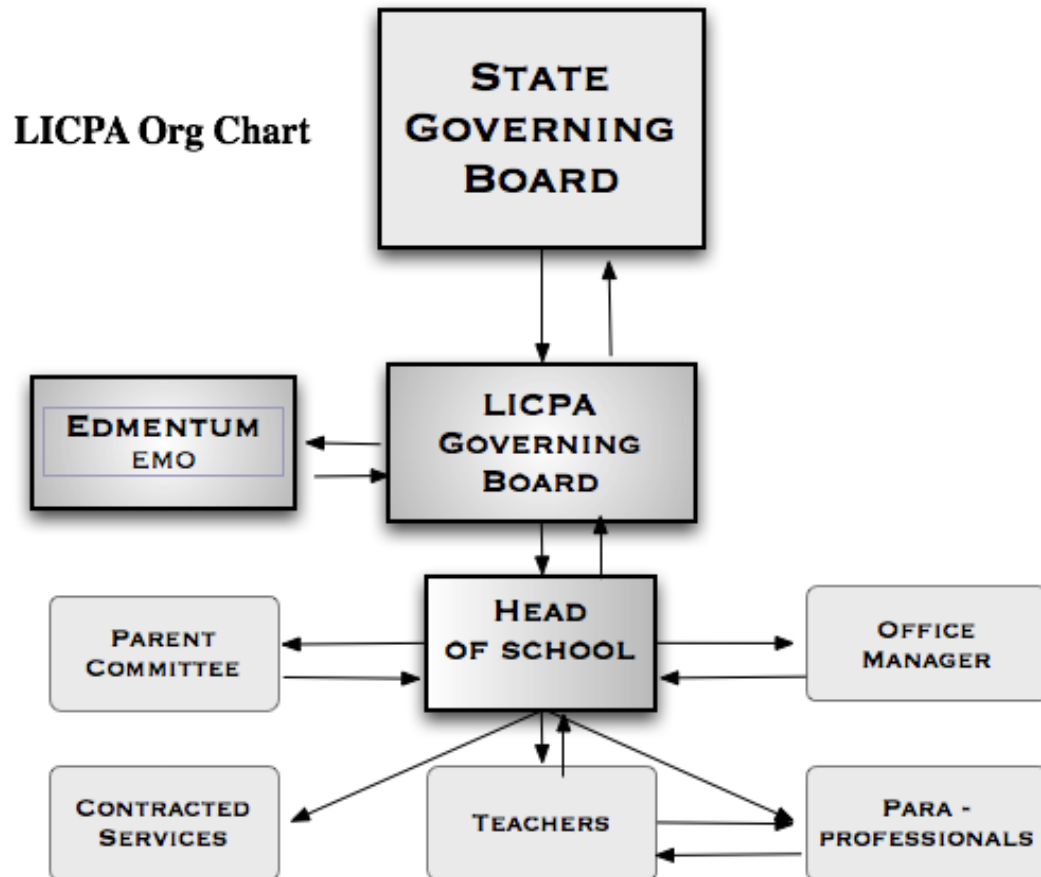 STATE
GOVERNING
BOARD
LICPA Org Chart
EDMENTUM
EMO
LICPA
GOVERNING
BOARD
PARENT
COMMITTEE
HEAD
OF SCHOOL
OFFICE
MANAGER
CONTRACTED
SERVICES
TEACHERS
PARA -
PROFESSIONALS